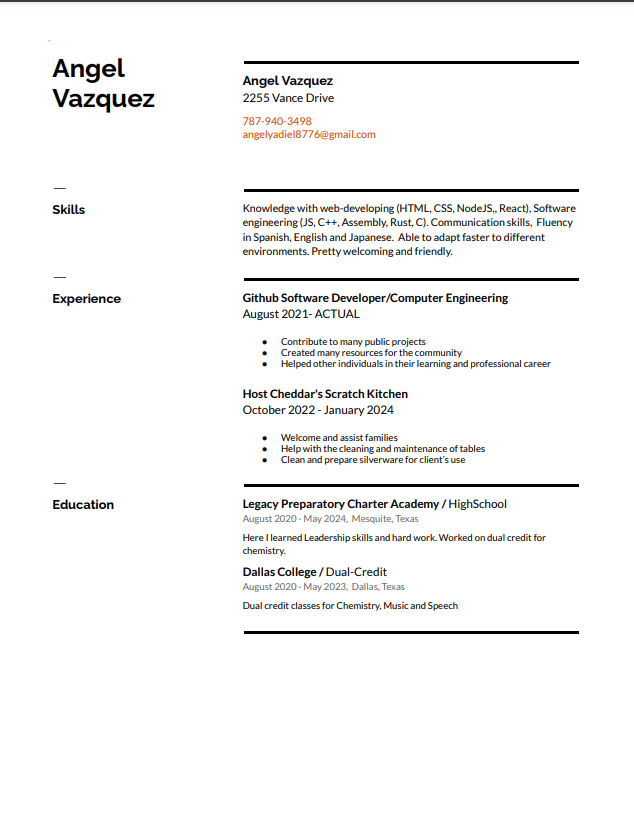 Angel
Vazquez
Angel Vazquez
2255 Vance Drive
787-940-3498
angelyadiel8776@gmail.com
Skills
Knowledge with web-developing (HTML, CSS, NodeJS,, React), Software
engineering (JS, C++, Assembly, Rust, C). Communication skills, Fluency
in Spanish, English and Japanese. Able to adapt faster to different
environments. Pretty welcoming and friendly.
Experience
Github Software Developer/Computer Engineering
August 2021- ACTUAL
● Contribute to many public projects
● Created many resources for the community
● Helped other individuals in their learning and professional career
Host Cheddar's Scratch Kitchen
October 2022 - January 2024
● Welcome and assist families
● Help with the cleaning and maintenance of tables
● Clean and prepare silverware for client's use
Education
Legacy Preparatory Charter Academy / HighSchool
August 2020 - May 2024, Mesquite, Texas
Here I learned Leadership skills and hard work. Worked on dual credit for
chemistry.
Dallas College / Dual-Credit
August 2020 - May 2023, Dallas, Texas
Dual credit classes for Chemistry, Music and Speech